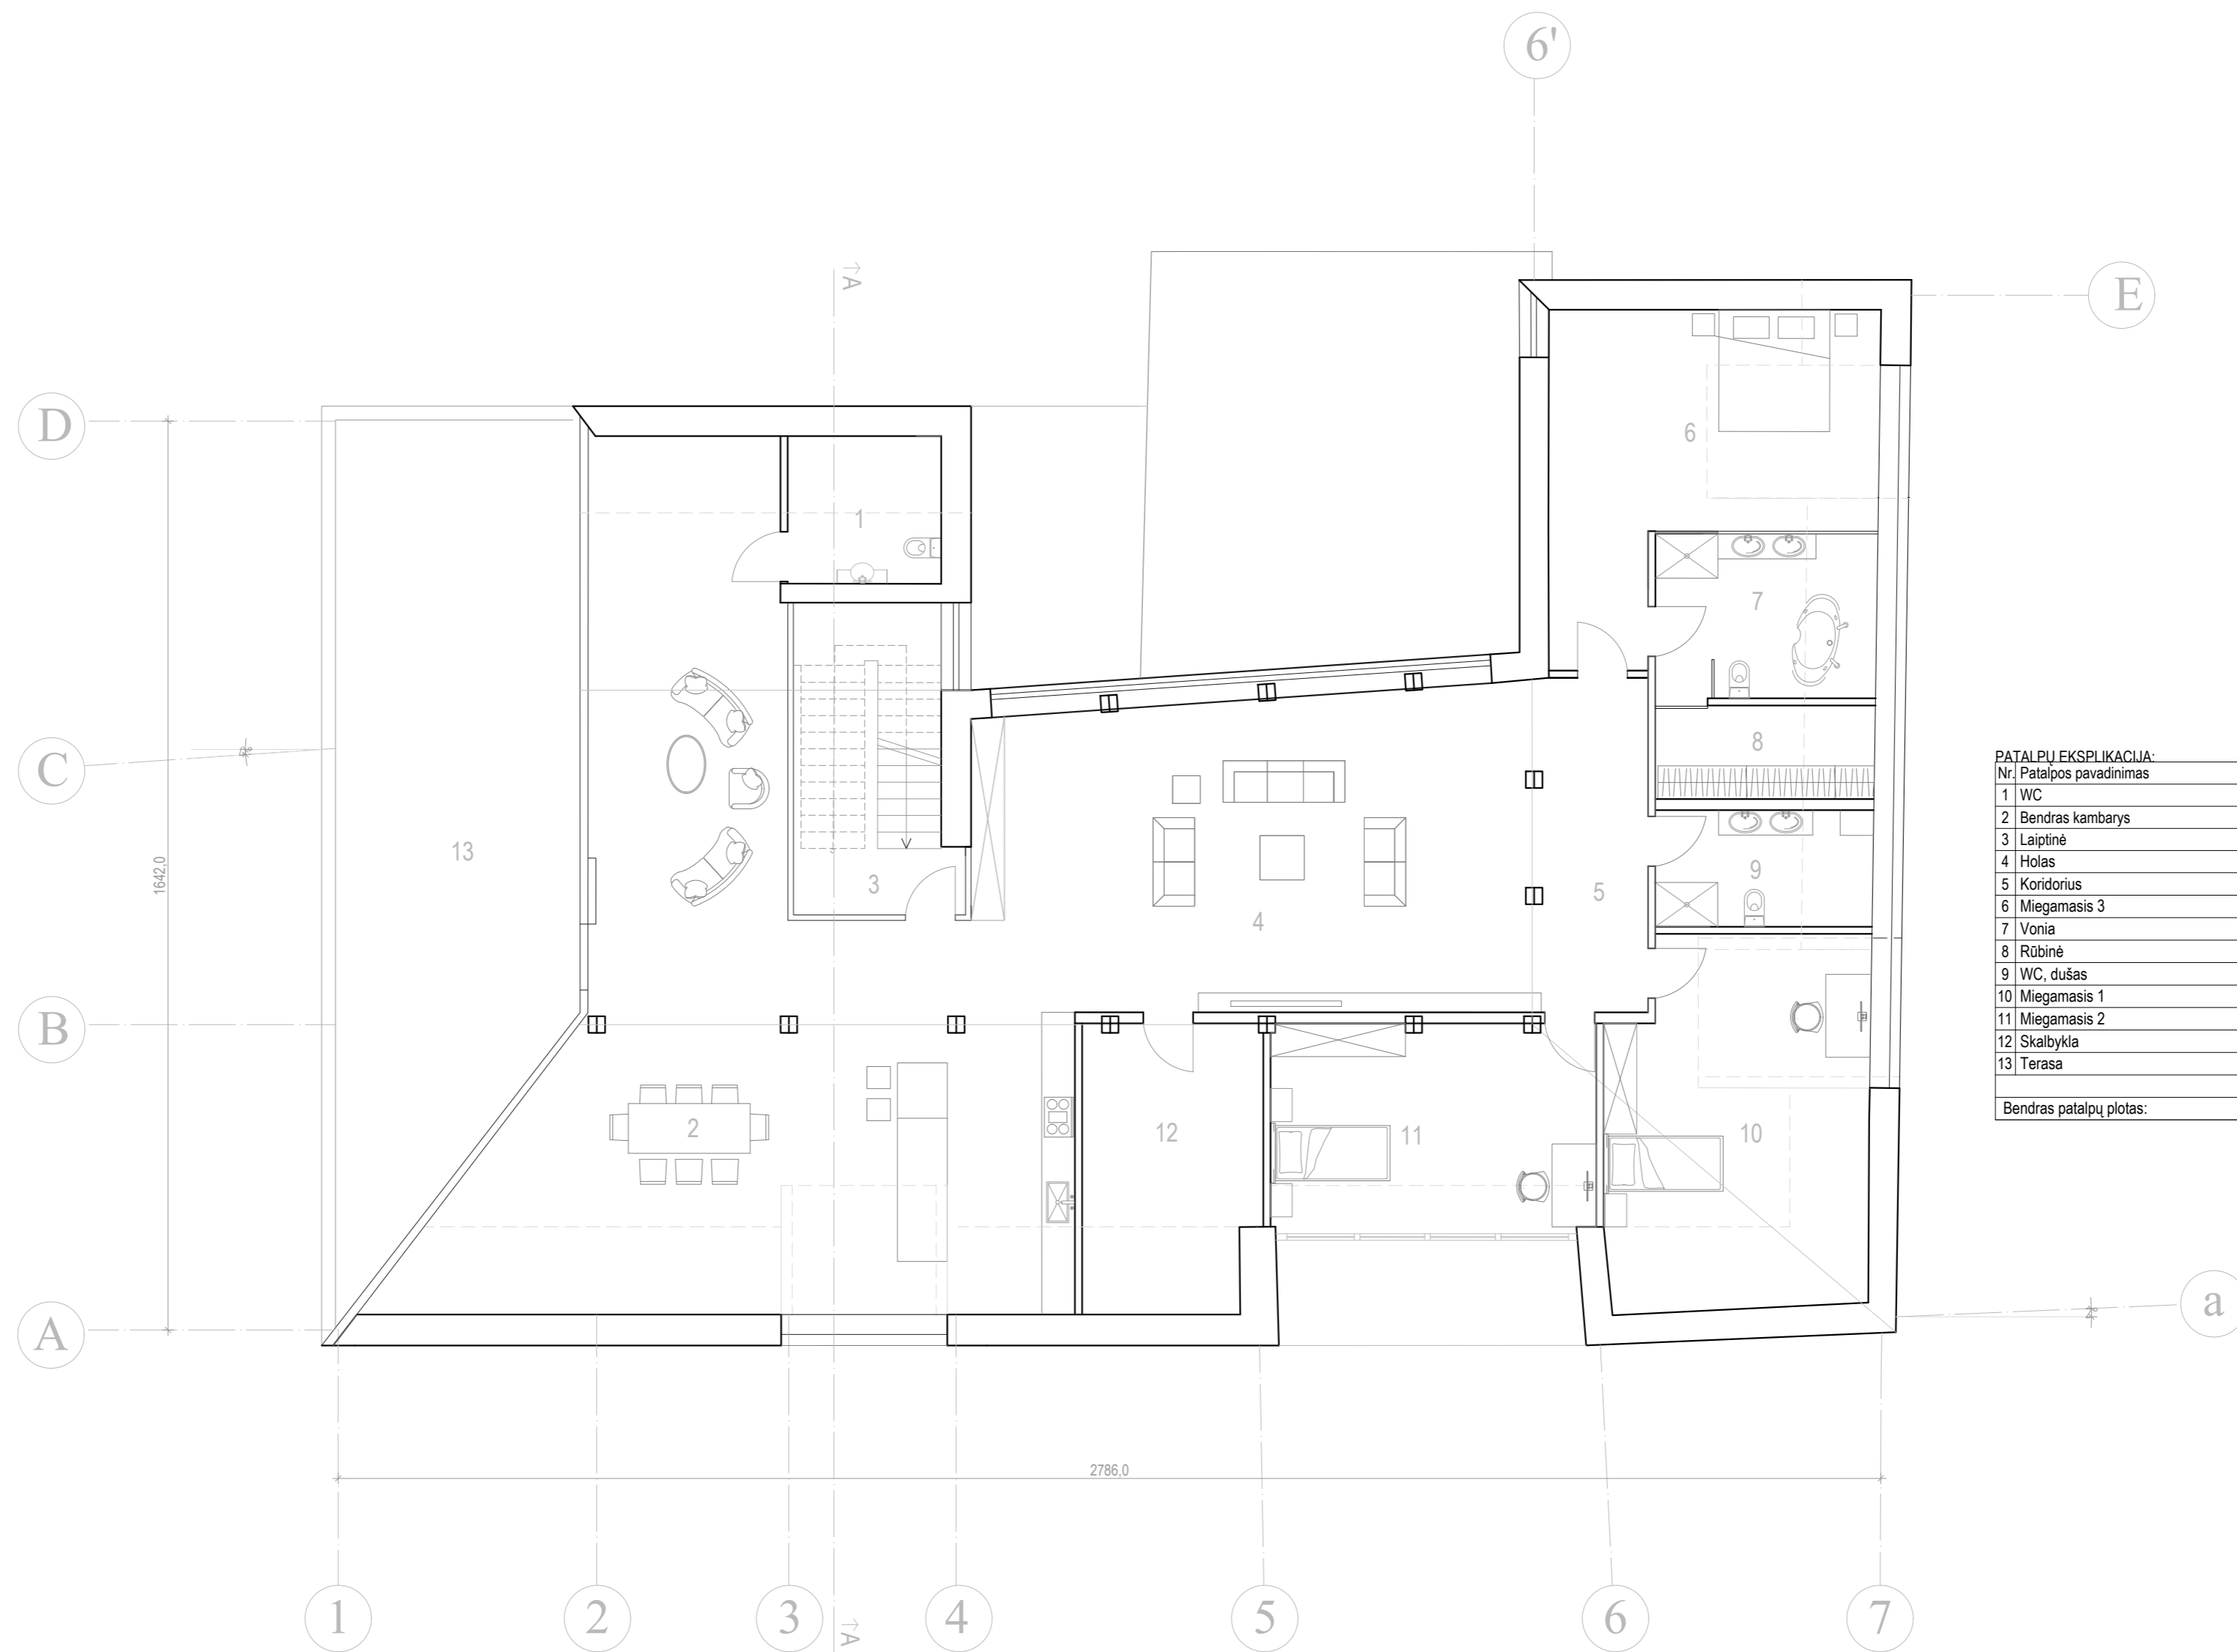 6'
A
E
D
1
6
7
C
8
PATALPŲ EKSPLIKACIJA:
Nr. Patalpos pavadinimas
1 WC
2 Bendras kambarys
3 Laiptinė
4 Holas
5 Koridorius
6 Miegamasis 3
7 Vonia
8 Rūbinė
9 WC, dušas
10 Miegamasis 1
11 Miegamasis 2
12 Skalbykla
13 Terasa
Bendras patalpų plotas:
13
1642,0
3
9
5
4
B
2
12
11
10
A
a
2786,0
1
2
3
4
5
6
7
A